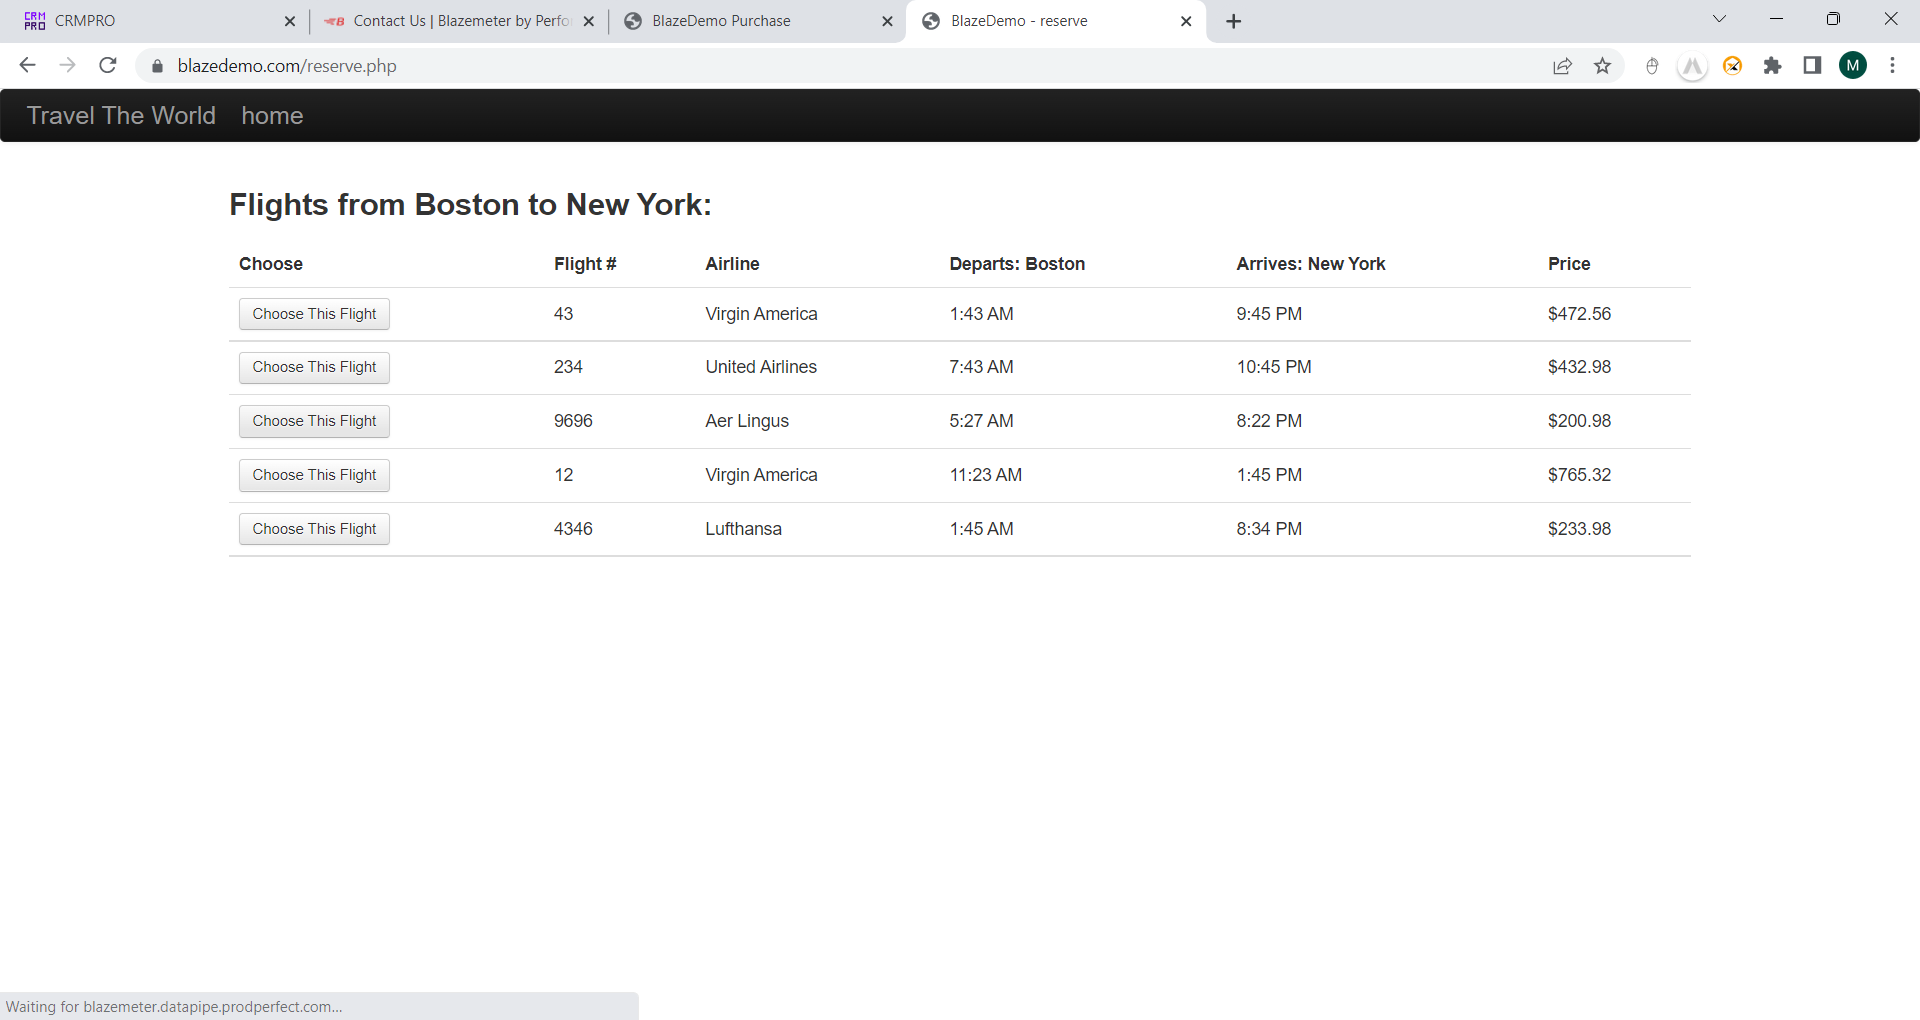 CRMPRO
Contact Us | Blazemeter by Perfo
BlazeDemo Purchase
BlazeDemo - reserve
blazedemo.com/reserve.php
M
Travel The World home
Flights from Boston to New York:
Choose Flight # Airline Departs: Boston Arrives: New York Price
Choose This Flight 43 Virgin America 1:43 AM 9:45 PM $472.56
Choose This Flight 234 United Airlines 7:43 AM 10:45 PM $432.98
Choose This Flight 9696 Aer Lingus 5:27 AM 8:22 PM $200.98
Choose This Flight 12 Virgin America 11:23 AM 1:45 PM $765.32
Choose This Flight 4346 Lufthansa 1:45 AM 8:34 PM $233.98
Waiting for blazemeter.datapipe.prodperfect.com...